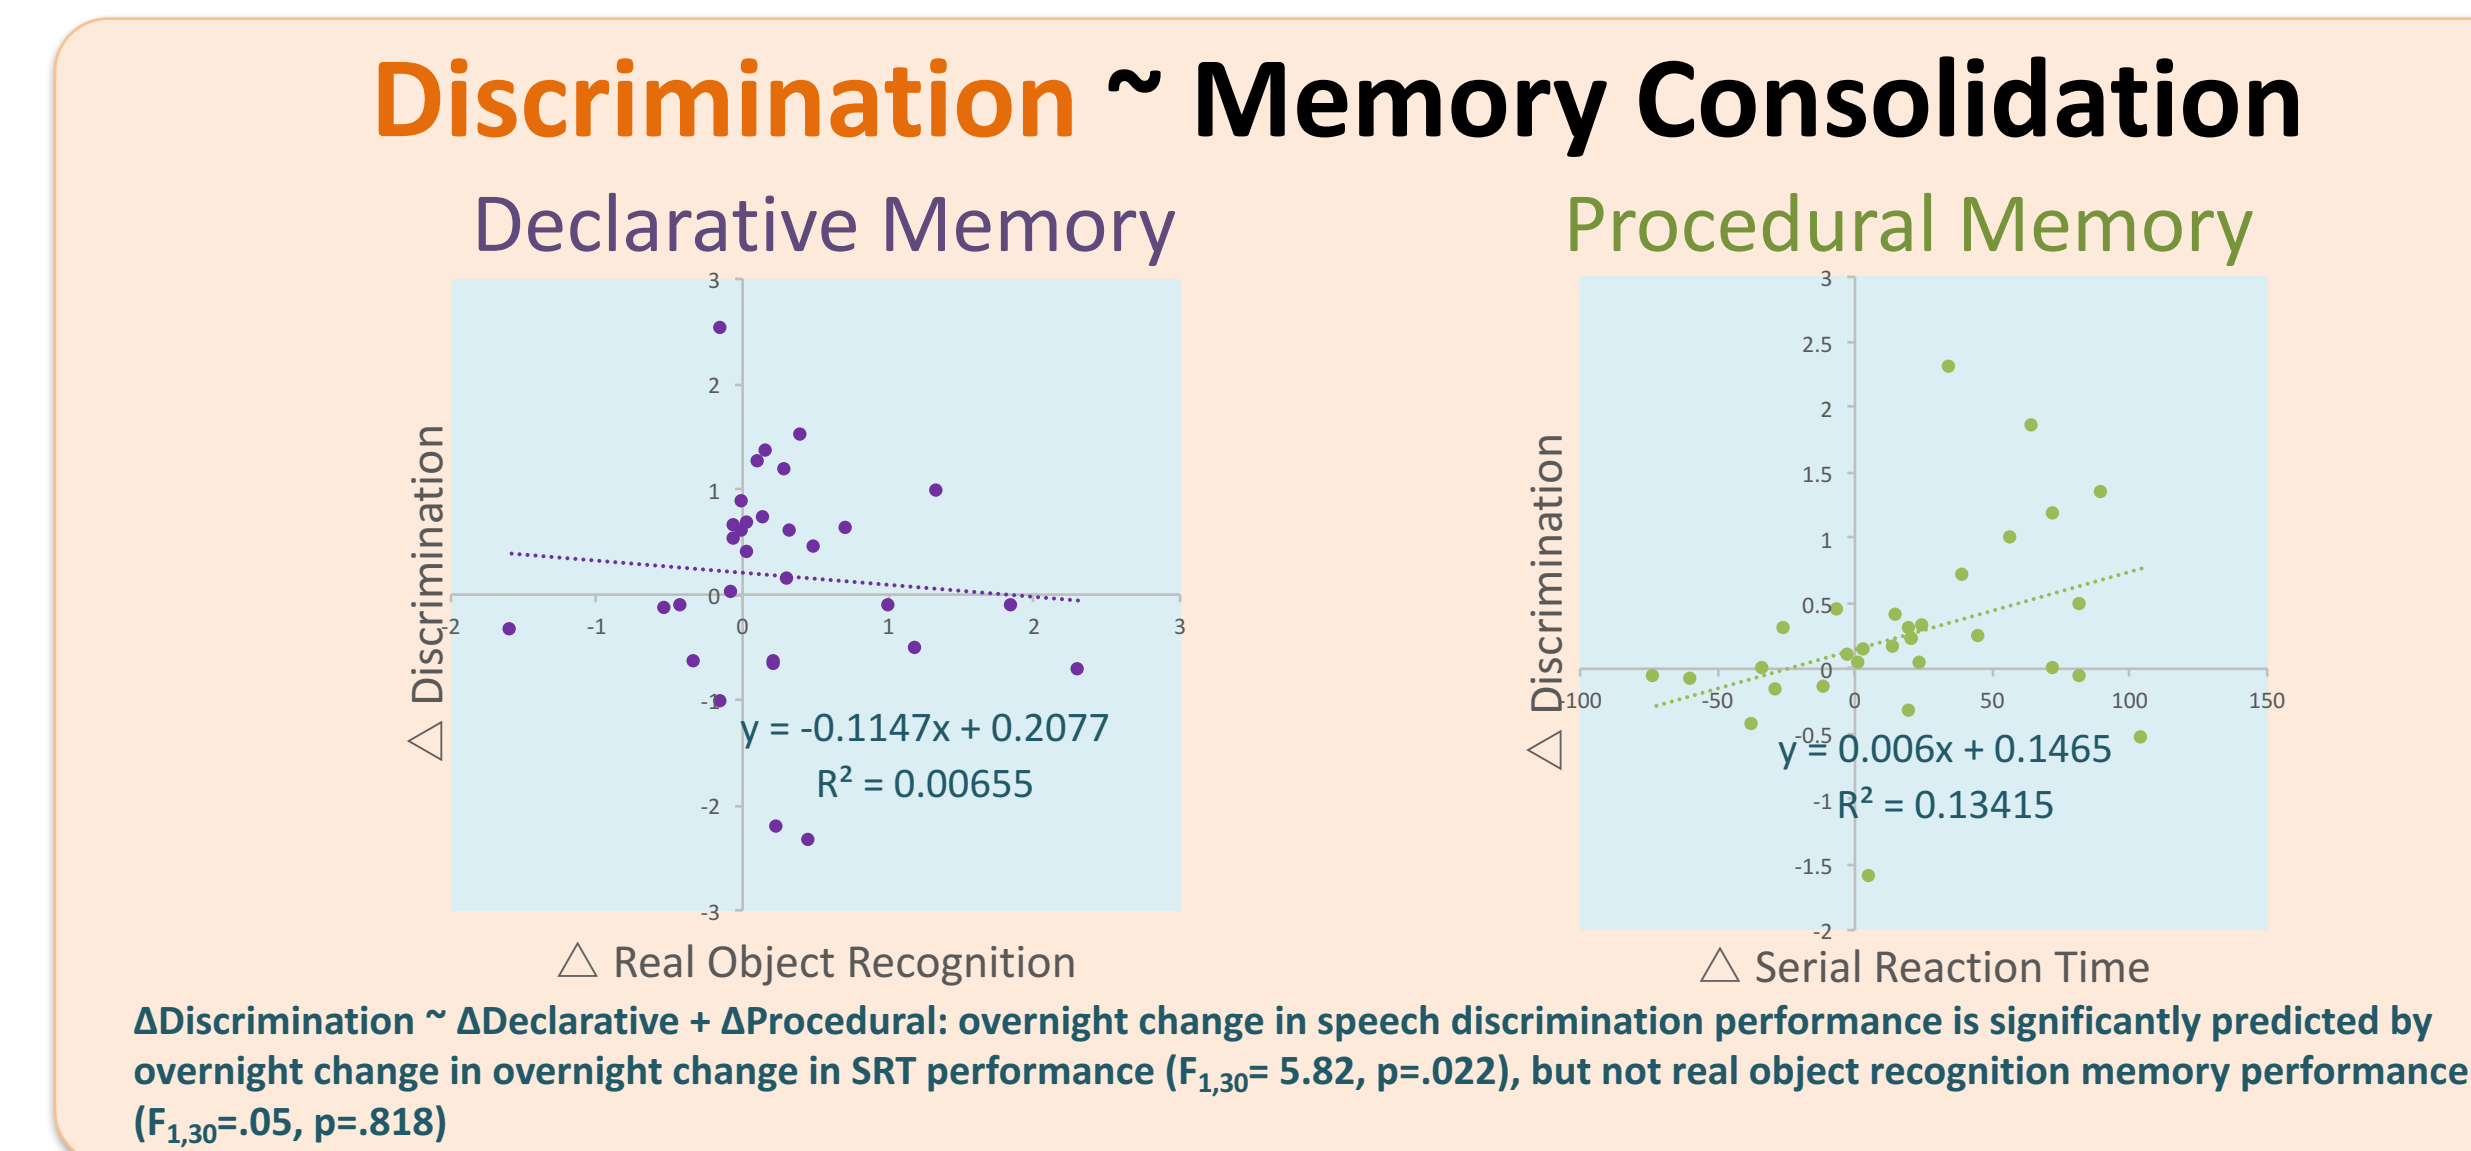 Discrimination ~ Memory Consolidation
Declarative Memory
3
2
1
0
-1
-2
-3
-2
-1
0
1
2
3
△ Discrimination
y = -0.1147x + 0.2077
R² = 0.00655
△ Real Object Recognition
Procedural Memory
3
2.5
2
1.5
1
0.5
0
-0.5
-1
-1.5
-2
-100
-50
0
50
100
150
△ Discrimination
y = 0.006x + 0.1465
R² = 0.13415
△ Serial Reaction Time
ΔDiscrimination ~ ΔDeclarative + ΔProcedural: overnight change in speech discrimination performance is significantly predicted by
overnight change in overnight change in SRT performance (F1,30= 5.82, p=.022), but not real object recognition memory performance
(F1,30=.05, p=.818)